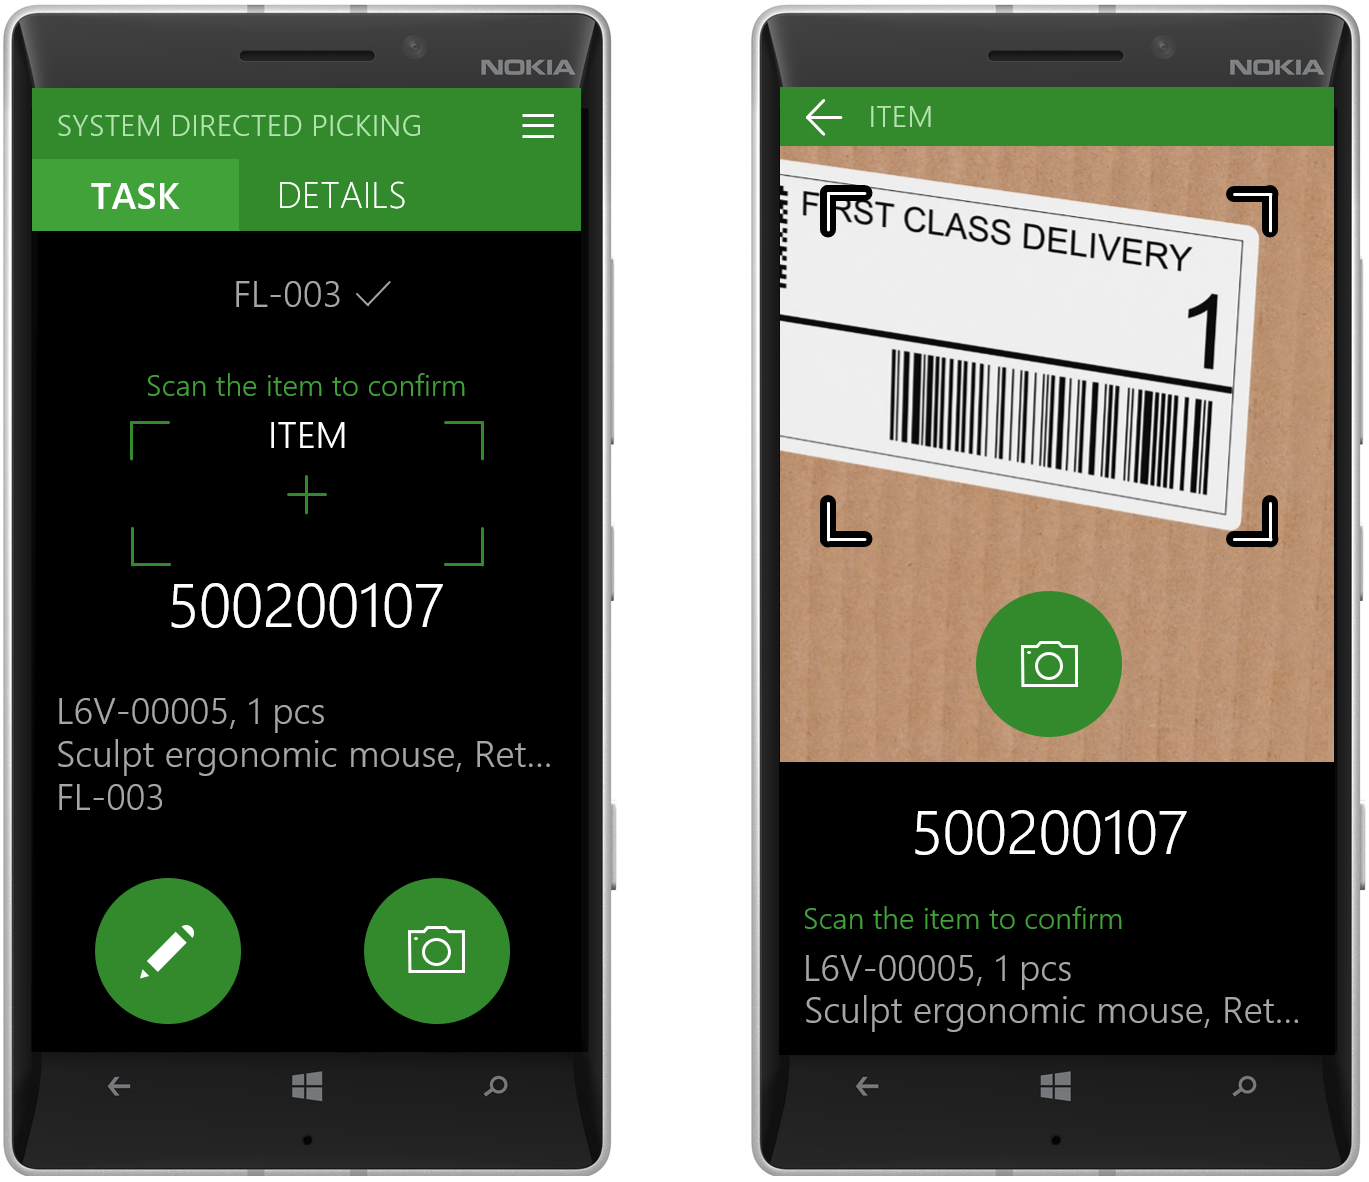 NOKIA
SYSTEM DIRECTED PICKING
TASK DETAILS
FL-003
Scan the item to confirm
ITEM
500200107
L6V-00005, 1 pcs
Sculpt ergonomic mouse, Ret...
FL-003
NOKIA
ITEM
FIRST CLASS DELIVERY
1
500200107
Scan the item to confirm
L6V-00005, 1 pcs
Sculpt ergonomic mouse, Ret...